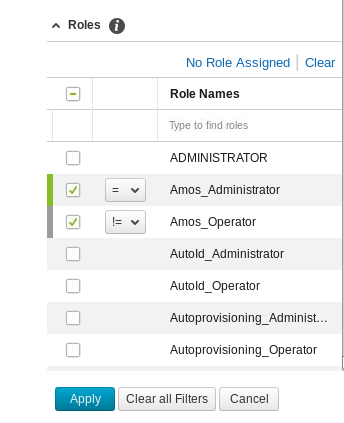 Roles
No Role Assigned Clear
Role Names
Type to find roles
ADMINISTRATOR
= Amos_Administrator
!= Amos_Operator
AutoId_Administrator
AutoId_Operator
Autoprovisioning_Administ...
Autoprovisioning_Operator
Apply Clear all Filters Cancel